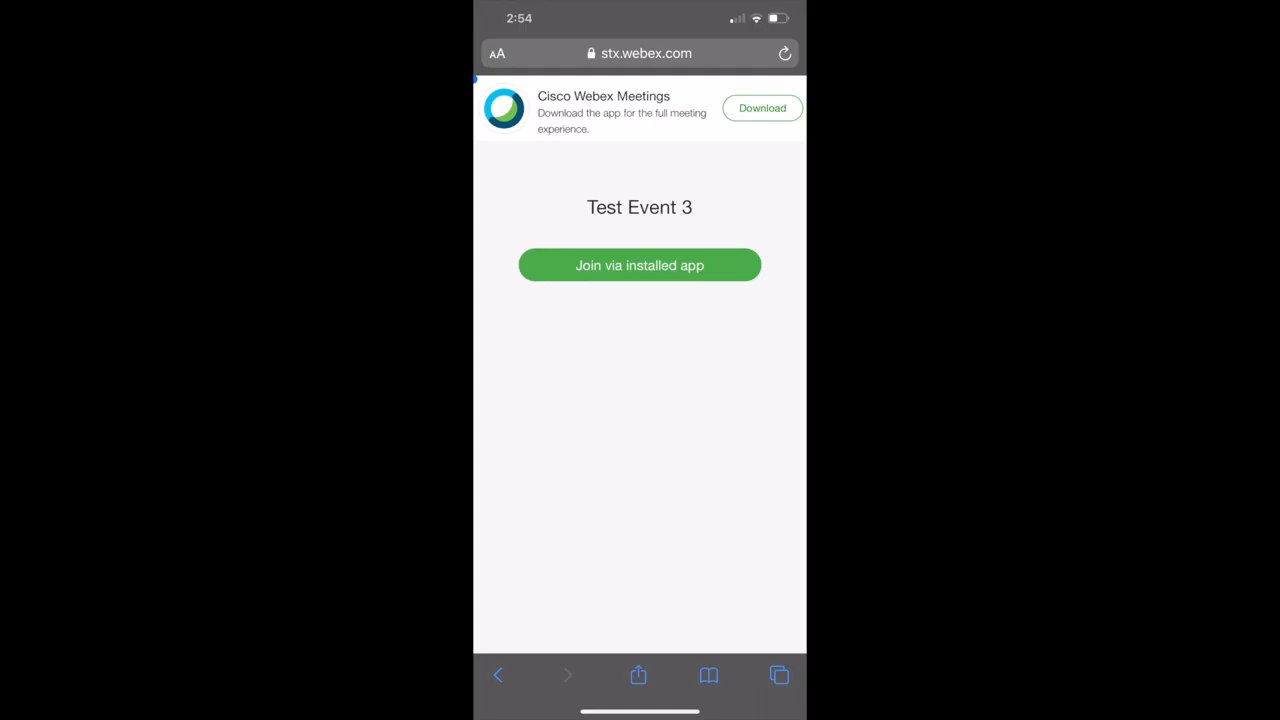 2:54
AA
stx.webex.com
Cisco Webex Meetings
Download the app for the full meeting
experience.
Download
Test Event 3
Join via installed app